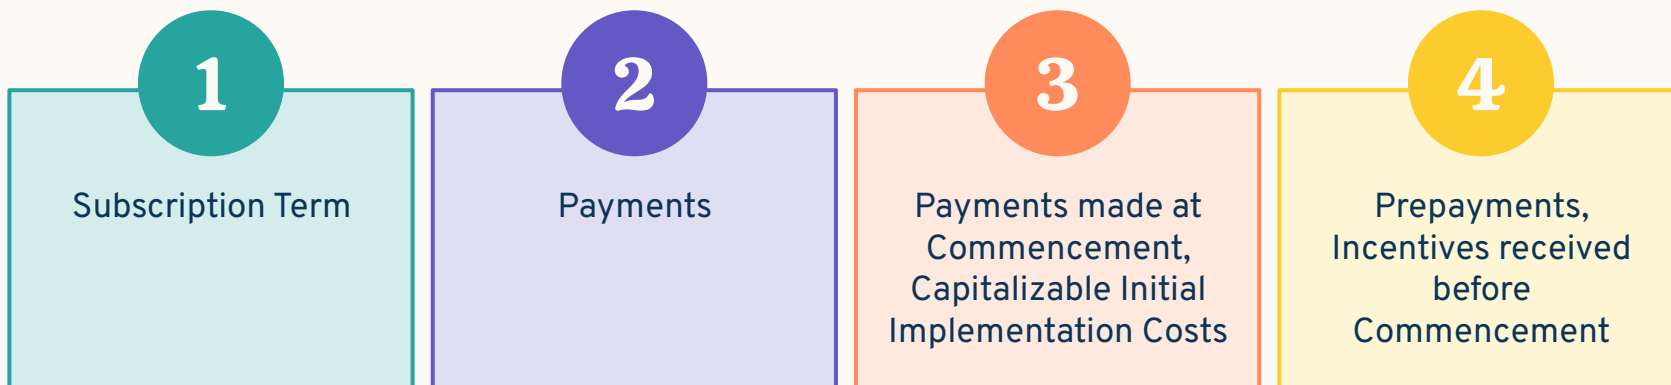 1
Subscription Term
2
Payments
3
Payments made at
Commencement,
Capitalizable Initial
Implementation Costs
4
Prepayments,
Incentives received
before
Commencement